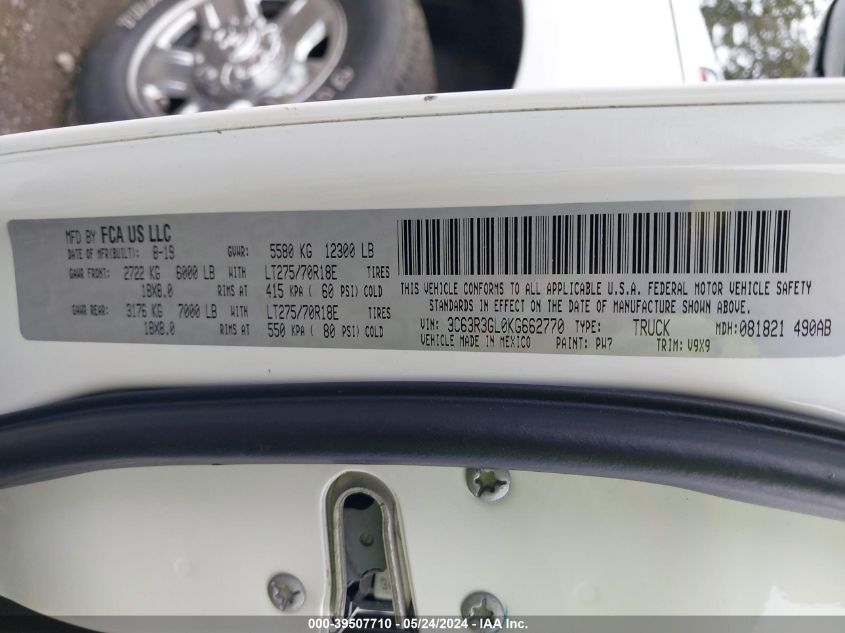 MFD BY FCA US LLC
DATE OF MFR(BUILT): 8-19 GVWR: 5580 KG 12300 LB
GAWR FRONT: 2722 KG 6000 LB WITH LT275/70R18E TIRES
18X8.0 RIMS AT 415 KPA ( 60 PSI) COLD
GAWR REAR: 3176 KG 7000 LB WITH LT275/70R18E TIRES
18X8.0 RIMS AT 550 KPA ( 80 PSI) COLD
THIS VEHICLE CONFORMS TO ALL APPLICABLE U.S.A. FEDERAL MOTOR VEHICLE SAFETY
STANDARDS IN EFFECT ON THE DATE OF MANUFACTURE SHOWN ABOVE.
VIN: 3C63R3GL0KG662770 TYPE: TRUCK MDH: 081821 490AB
VEHICLE MADE IN MEXICO PAINT: PW7 TRIM: V9X9
000-39507710 - 05/24/2024 - IAA Inc.